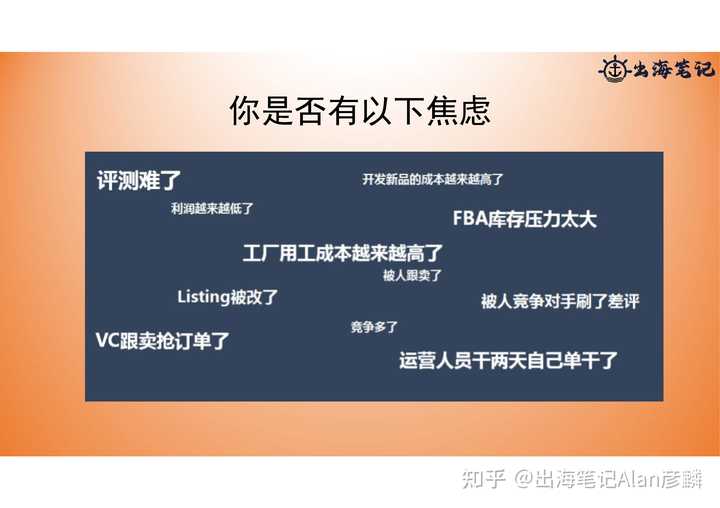 出海笔记
你是否有以下焦虑
评测难了
开发新品的成本越来越高了
利润越来越低了
FBA库存压力太大
工厂用工成本越来越高了
被人跟卖了
Listing被改了
被人竞争对手刷了差评
竞争多了
VC跟卖抢订单了
运营人员干两天自己单干了
知乎 @出海笔记Alan彦麟